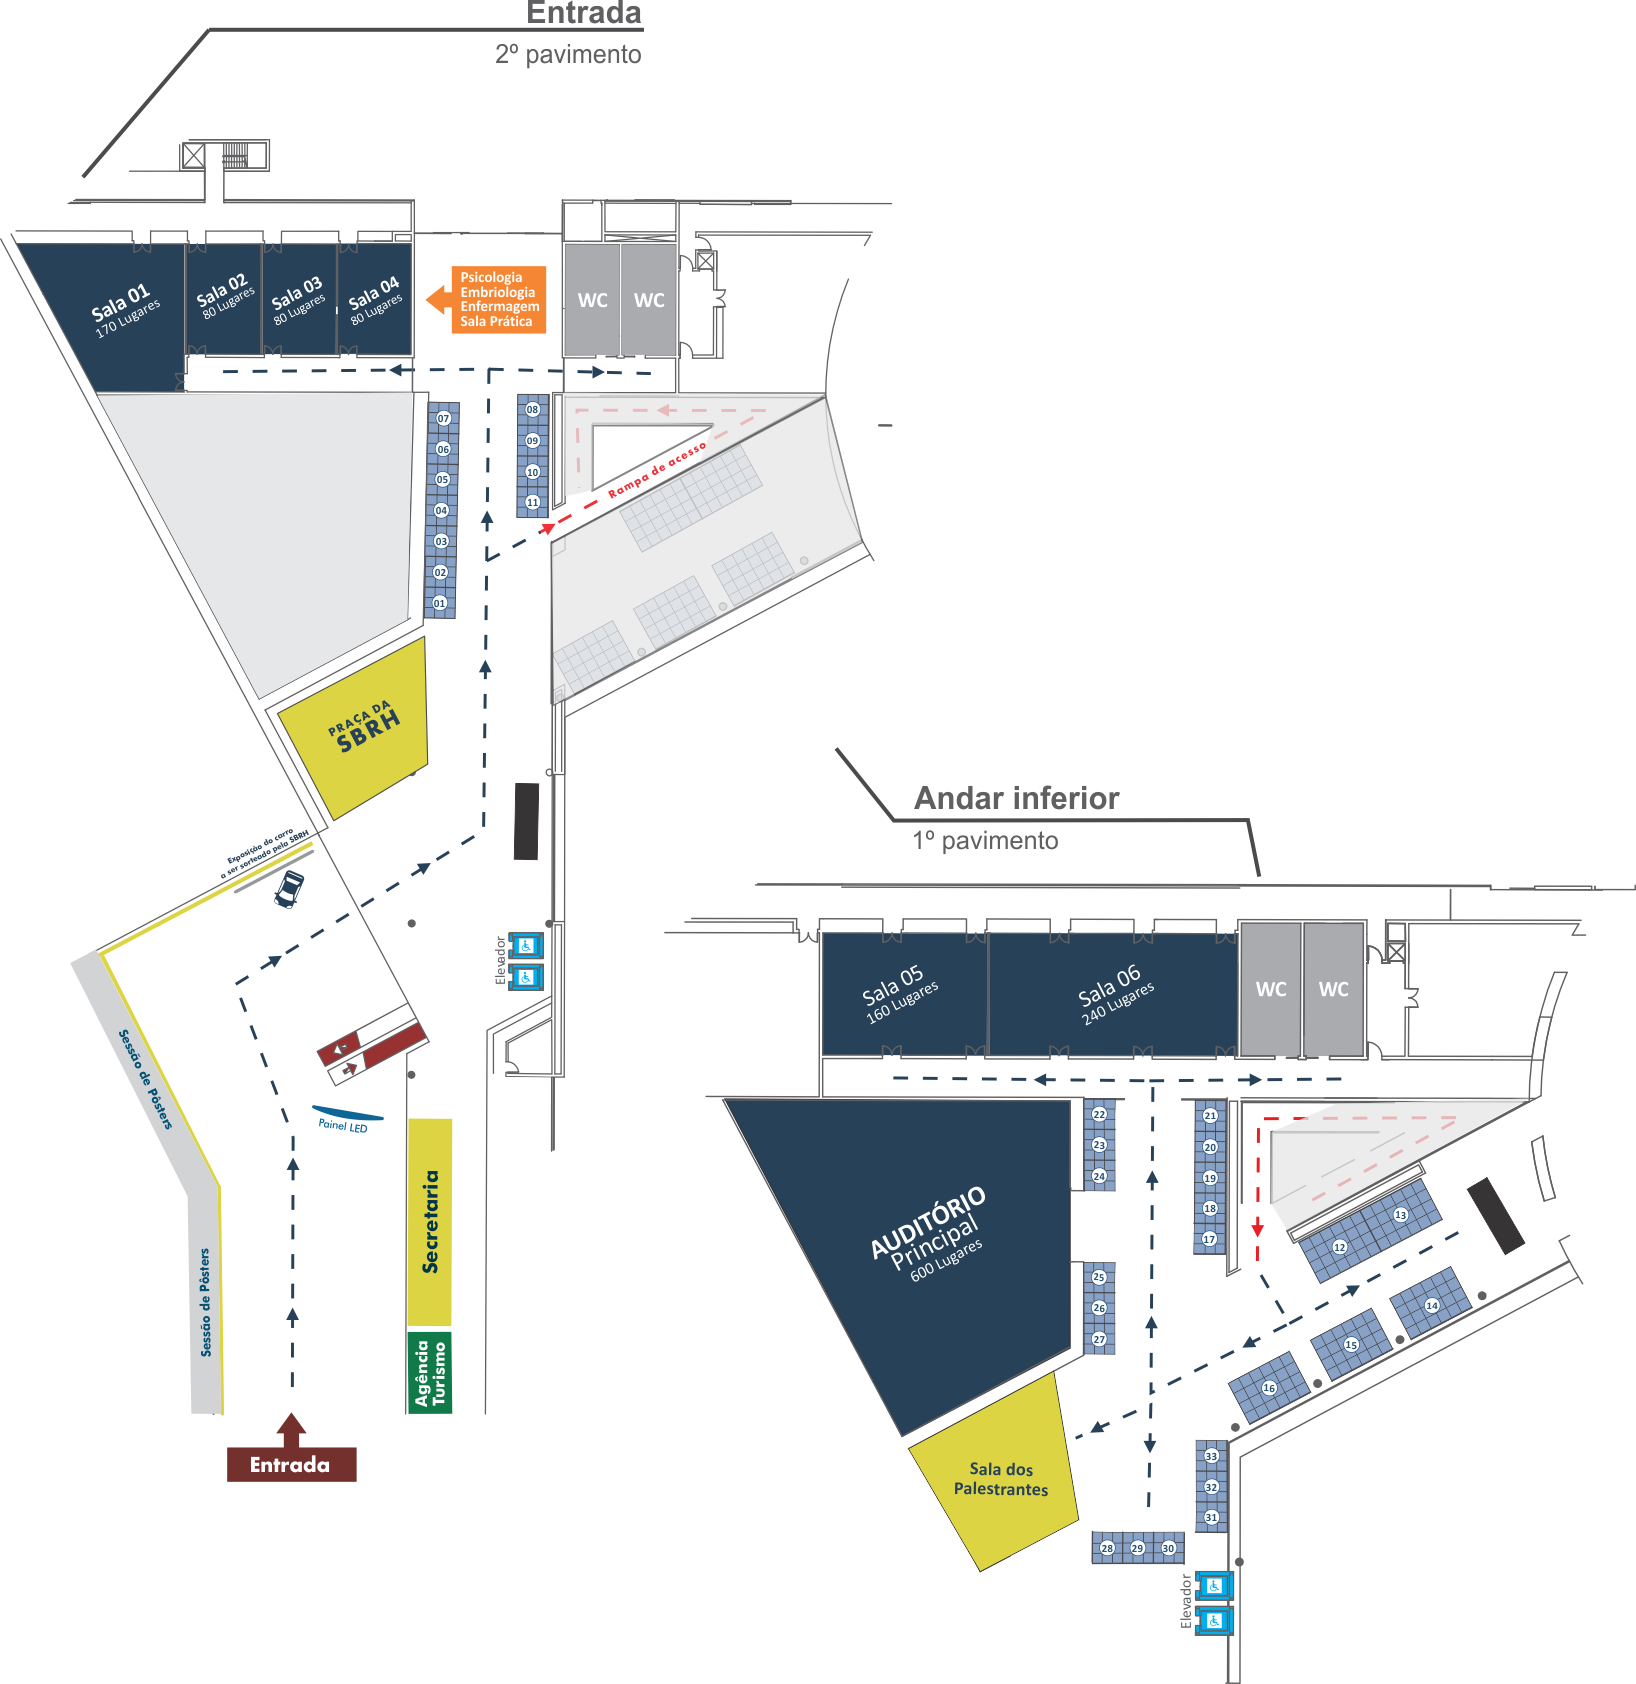 Entrada
2º pavimento
Sala 01
170 Lugares
Sala 02
80 Lugares
Sala 03
80 Lugares
Sala 04
80 Lugares
Psicologia
Embriologia
Enfermagem
Sala Prática
WC
WC
07
06
05
04
03
02
01
08
09
10
11
Rampa de acesso
PRAÇA DA
SBRH
Exposição do carro
a ser sorteado pela SBRH
Elevador
Sessão de Pôsters
Painel LED
Sessão de Pôsters
Secretaria
Agência
Turismo
Entrada
Andar inferior
1º pavimento
Sala 05
160 Lugares
Sala 06
240 Lugares
WC
WC
22
23
24
21
20
19
18
17
AUDITÓRIO
Principal
600 Lugares
25
26
27
12
13
14
15
16
Sala dos
Palestrantes
33
32
31
28
29
30
Elevador